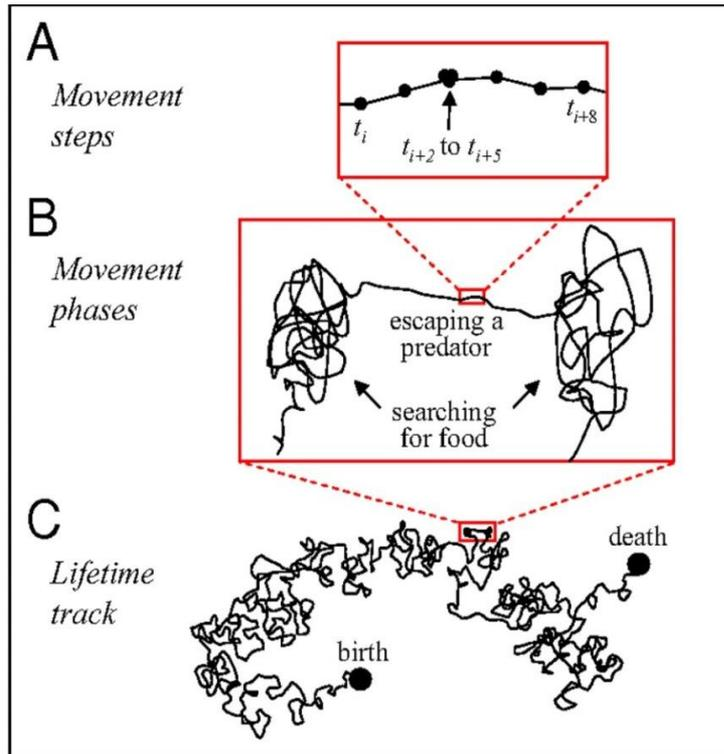 A
Movement
steps
t_i
t_{i+2} to t_{i+5}
t_{i+8}
B
Movement
phases
escaping a
predator
searching
for food
C
Lifetime
track
birth
death